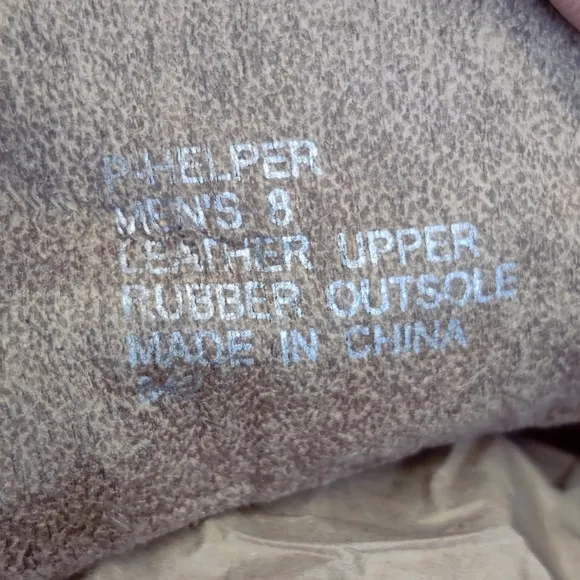 P-HELPER
MEN'S 8
LEATHER UPPER
RUBBER OUTSOLE
MADE IN CHINA